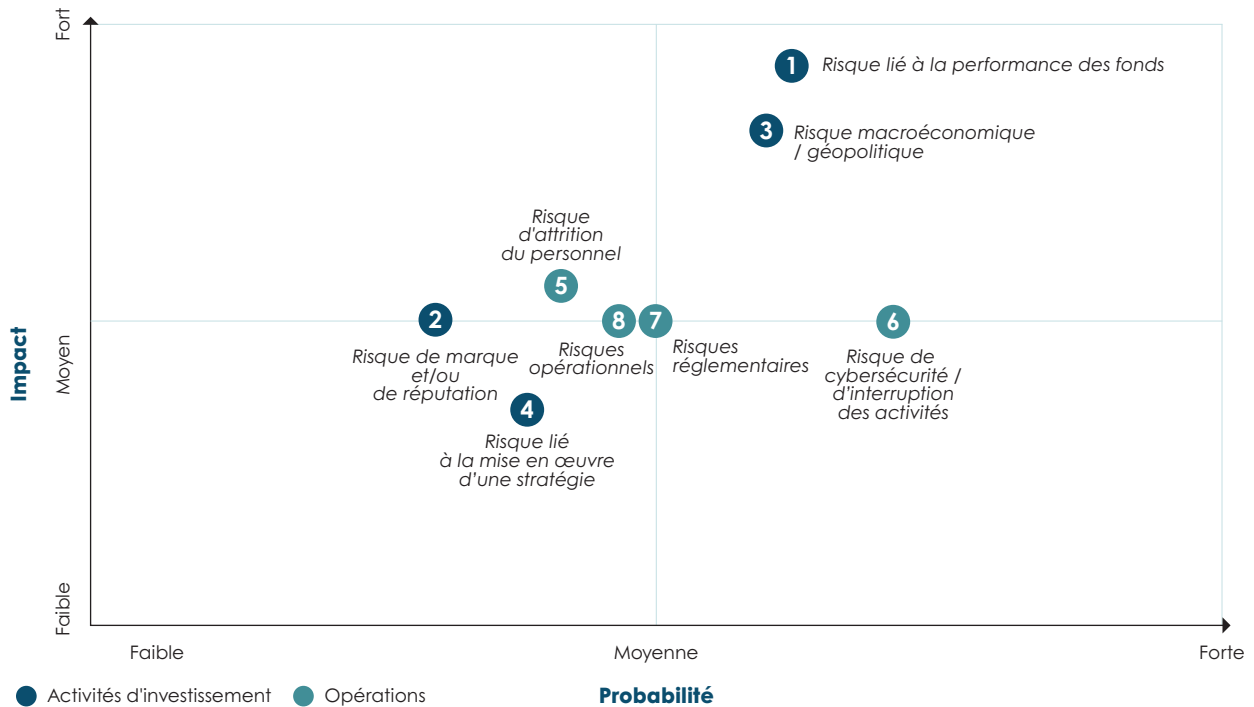 Fort
1
Risque lié à la performance des fonds
3
Risque macroéconomique
/ géopolitique
Risque
d'attrition
du personnel
5
Impact
Moyen
2
Risque de marque
et/ou
de réputation
8
Risques
opérationnels
7
Risques
réglementaires
6
Risque de
cybersécurité /
d’interruption
des activités
4
Risque lié
à la mise en œuvre
d’une stratégie
Faible
Faible
Moyenne
Forte
Activités d'investissement
Opérations
Probabilité